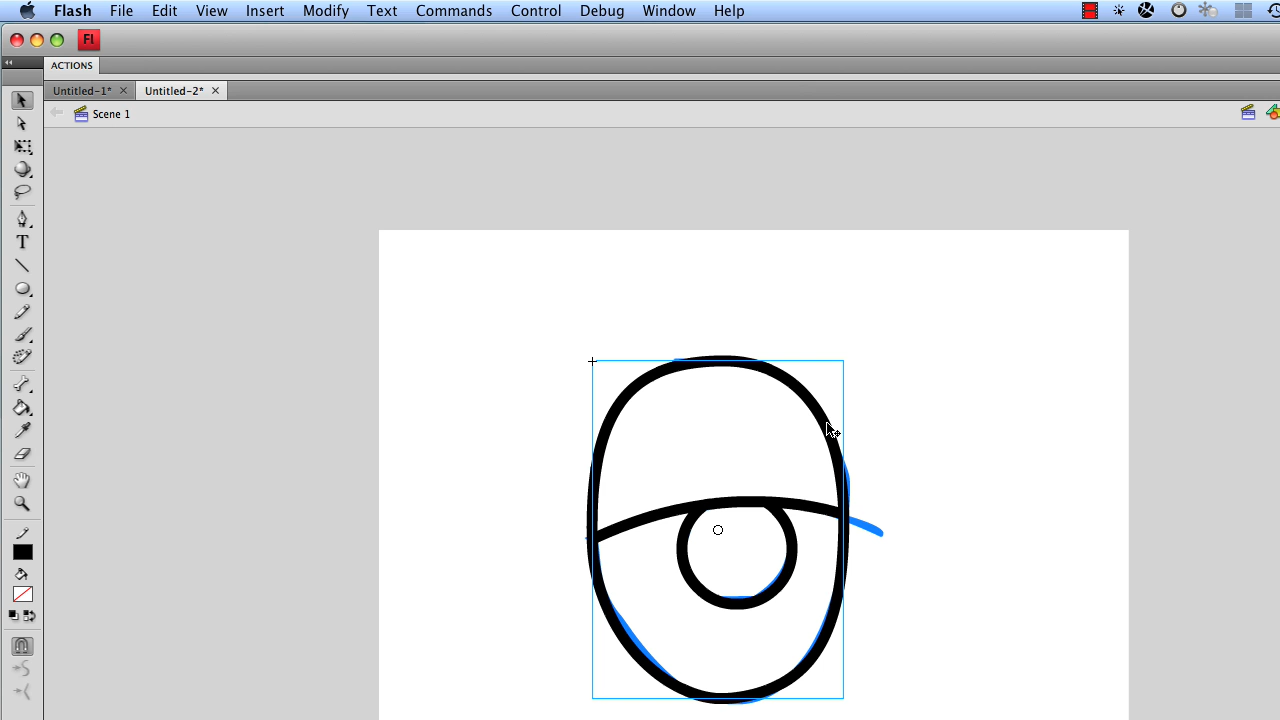 Flash File Edit View Insert Modify Text Commands Control Debug Window Help
Fl
ACTIONS
Untitled-1* Untitled-2*
Scene 1
T